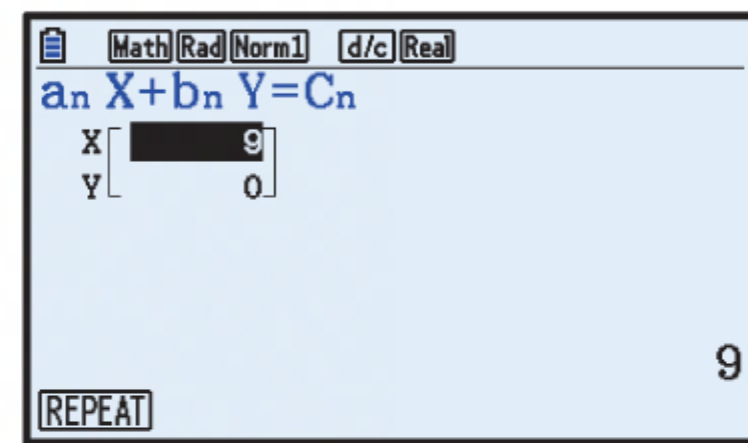 Math Rad Norm1 d/c Real
an X+bn Y=Cn
X[ 9]
Y[ 0]
9
REPEAT